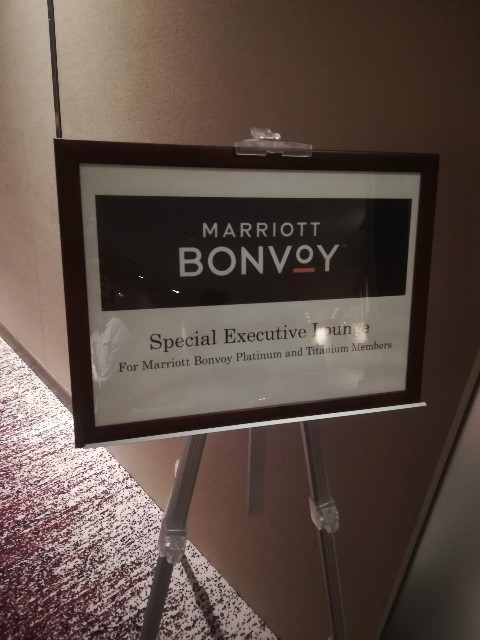 MARRIOTT
BONVOY
Special Executive Lounge
For Marriott Bonvoy Platinum and Titanium Members